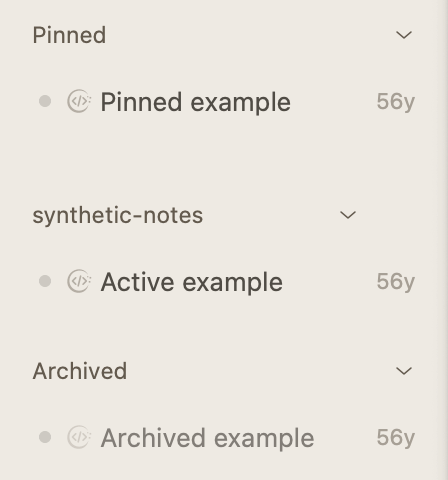 Pinned
Pinned example 56y
synthetic-notes
Active example 56y
Archived
Archived example 56y